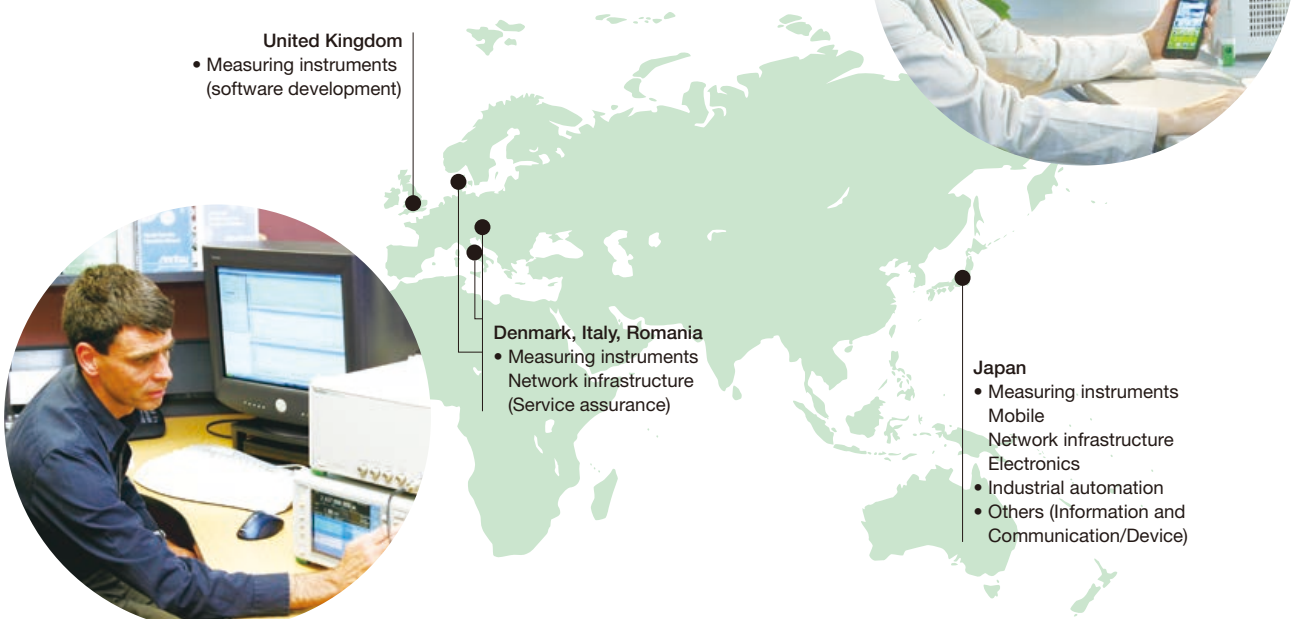 United Kingdom
• Measuring instruments
(software development)
Denmark, Italy, Romania
• Measuring instruments
Network infrastructure
(Service assurance)
Japan
• Measuring instruments
Mobile
Network infrastructure
Electronics
• Industrial automation
• Others (Information and
Communication/Device)